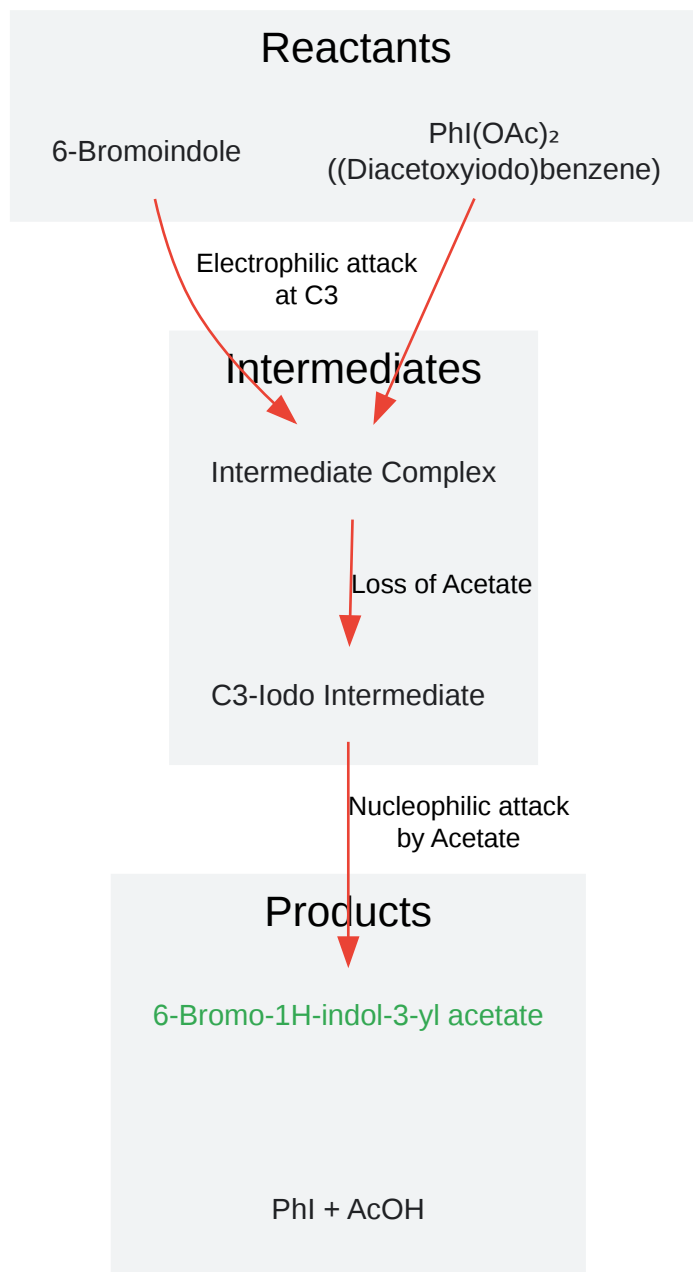 Reactants
6-Bromoindole
PhI(OAc)₂
((Diacetoxyiodo)benzene)
Electrophilic attack
at C3
Intermediates
Intermediate Complex
Loss of Acetate
C3-Iodo Intermediate
Nucleophilic attack
by Acetate
Products
6-Bromo-1H-indol-3-yl acetate
PhI + AcOH